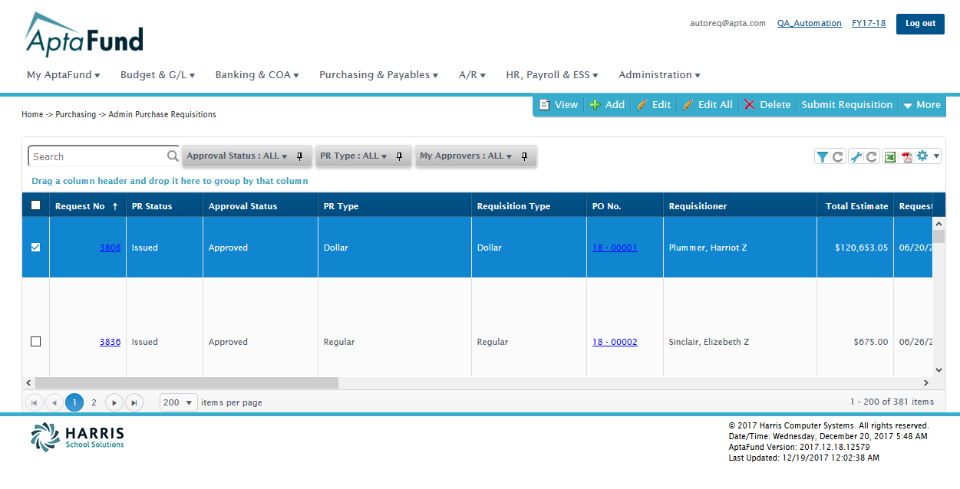 AptaFund
autoreq@apta.com QA_Automation FY17-18 Log out
My AptaFund Budget & G/L Banking & COA Purchasing & Payables A/R HR, Payroll & ESS Administration
View Add Edit Edit All Delete Submit Requisition More
Home -> Purchasing -> Admin Purchase Requisitions
Search Approval Status : ALL PR Type : ALL My Approvers : ALL
Drag a column header and drop it here to group by that column
Request No ↑ PR Status Approval Status PR Type Requisition Type PO No. Requisitioner Total Estimate Request
3806 Issued Approved Dollar Dollar 18 - 00001 Plummer, Harriot Z $120,653.05 06/20/2
3836 Issued Approved Regular Regular 18 - 00002 Sinclair, Elizebeth Z $675.00 06/26/2
1 2 200 items per page 1 - 200 of 381 items
HARRIS
School Solutions
© 2017 Harris Computer Systems. All rights reserved.
Date/Time: Wednesday, December 20, 2017 5:48 AM
AptaFund Version: 2017.12.18.12579
Last Updated: 12/19/2017 12:02:38 AM